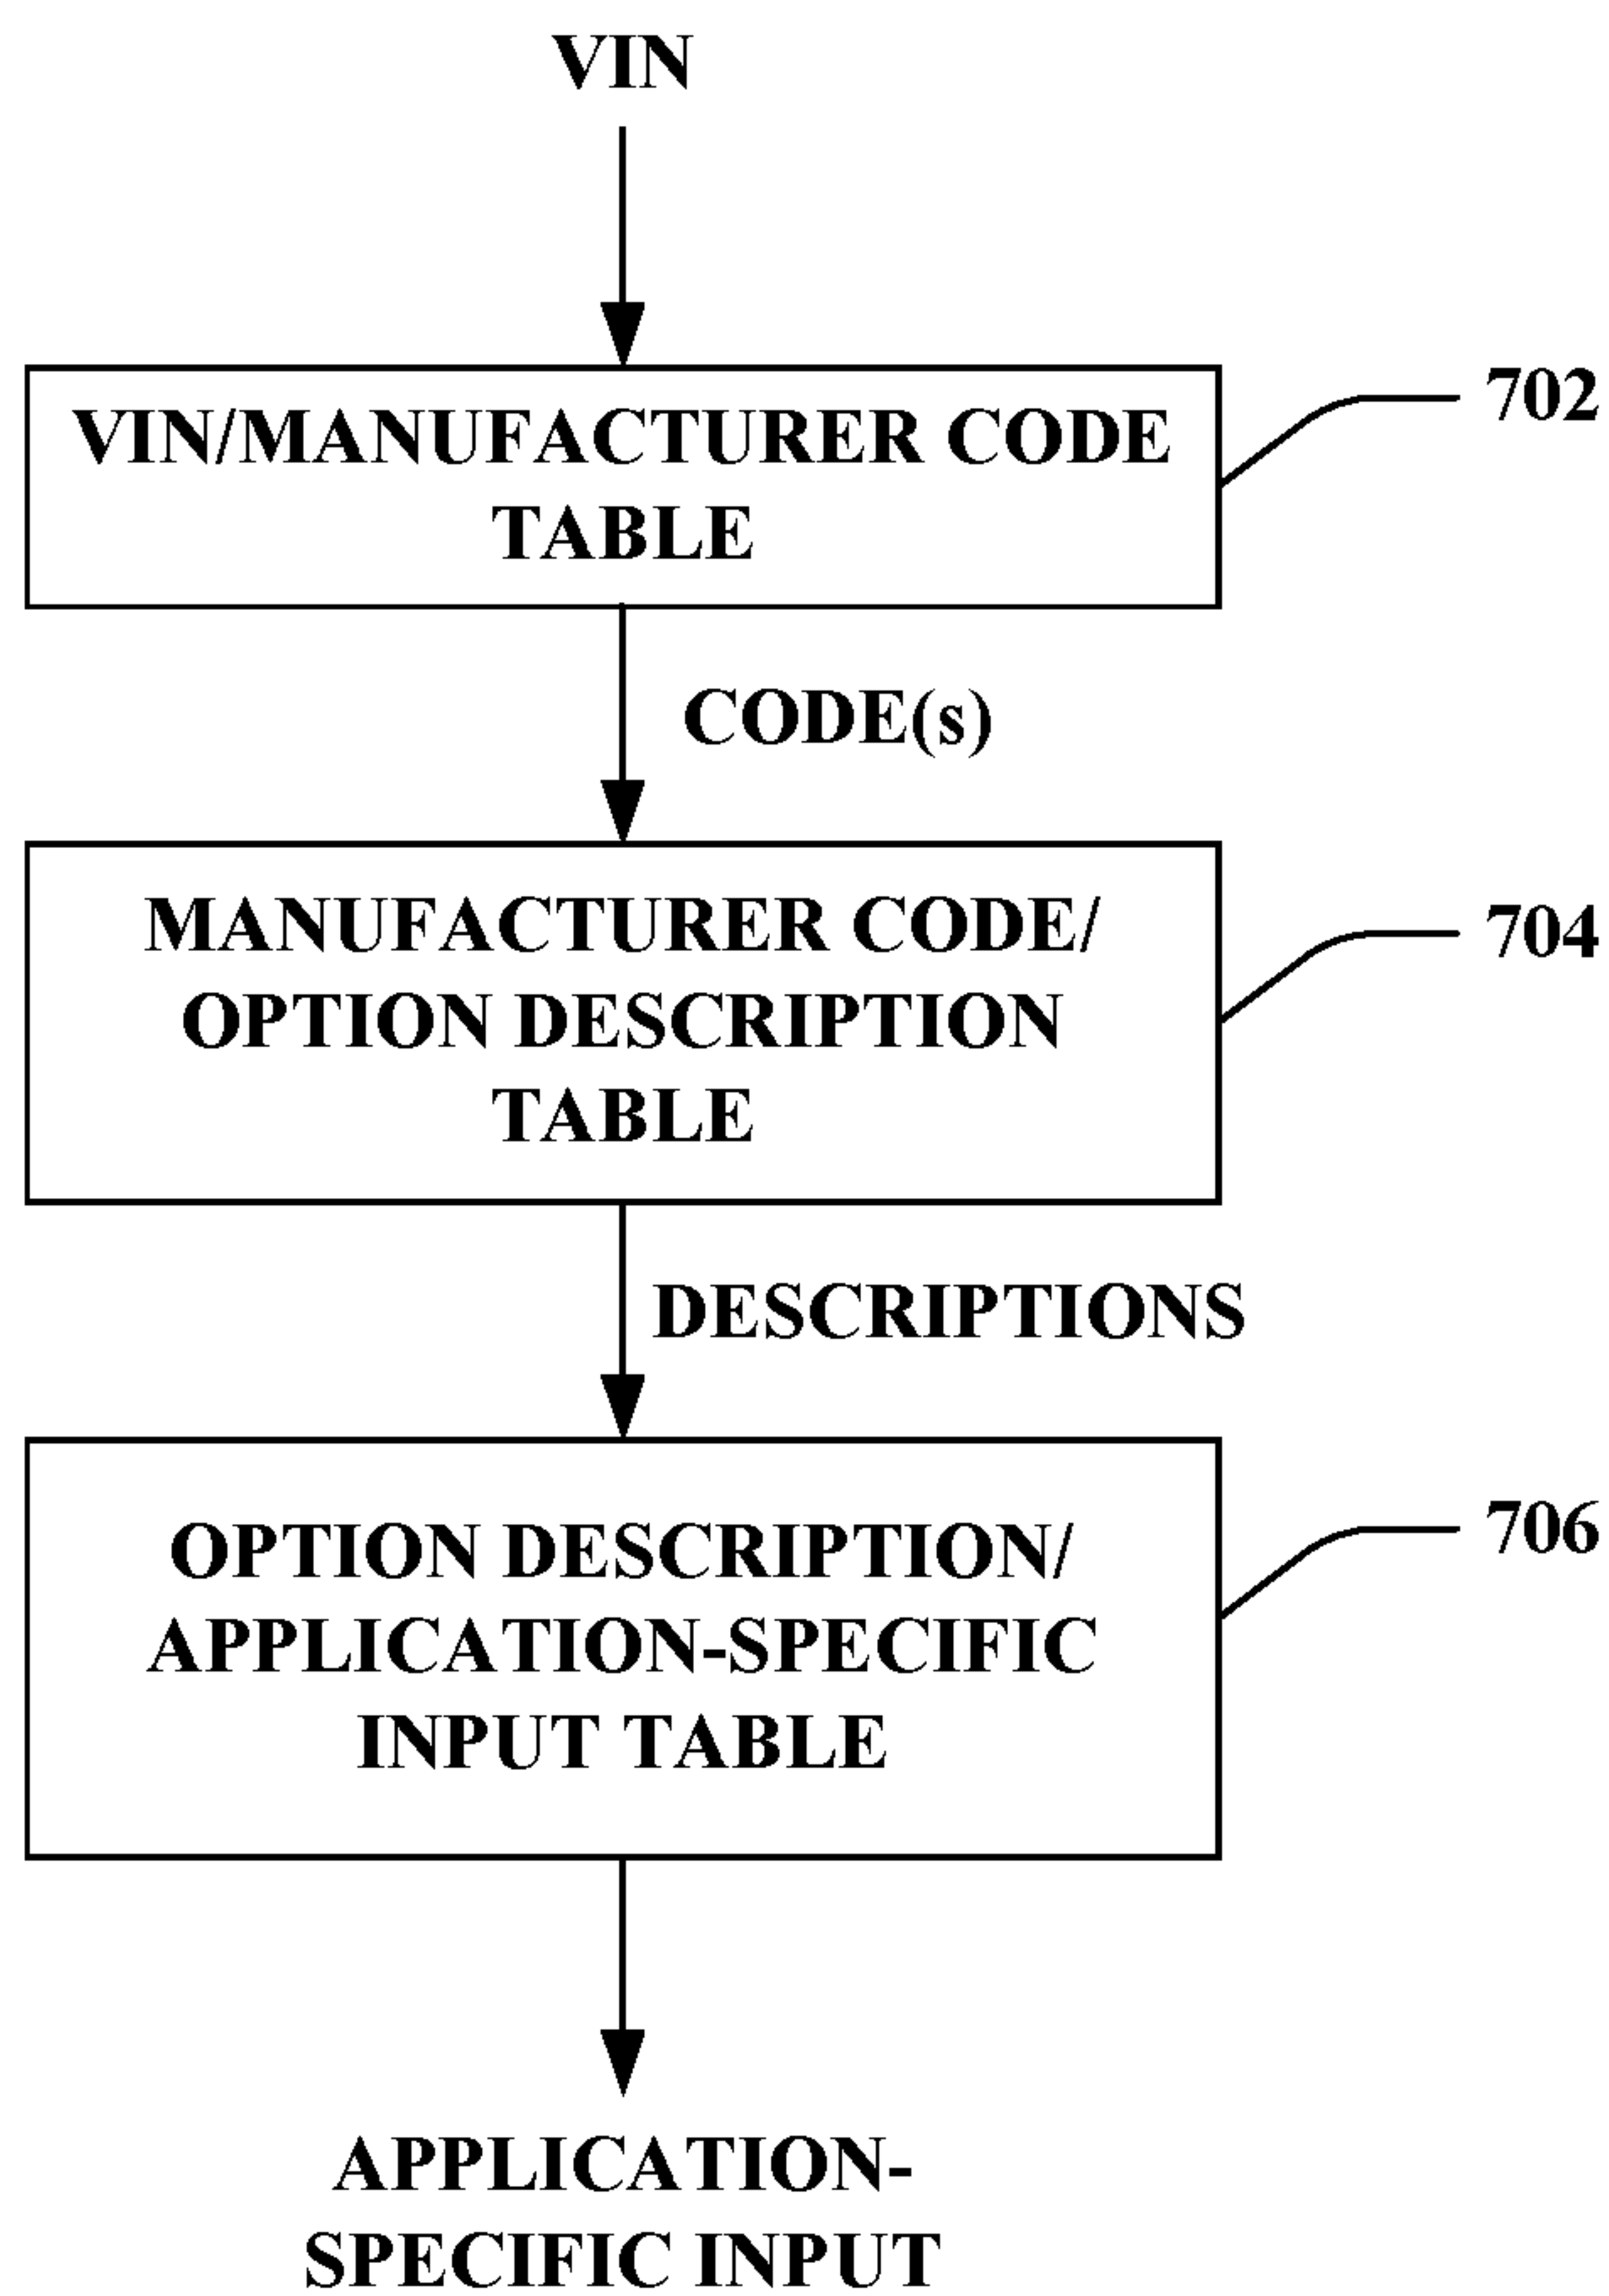 VIN
VIN/MANUFACTURER CODE
TABLE
702
CODE(s)
MANUFACTURER CODE/
OPTION DESCRIPTION
TABLE
704
DESCRIPTIONS
OPTION DESCRIPTION/
APPLICATION-SPECIFIC
INPUT TABLE
706
APPLICATION-
SPECIFIC INPUT